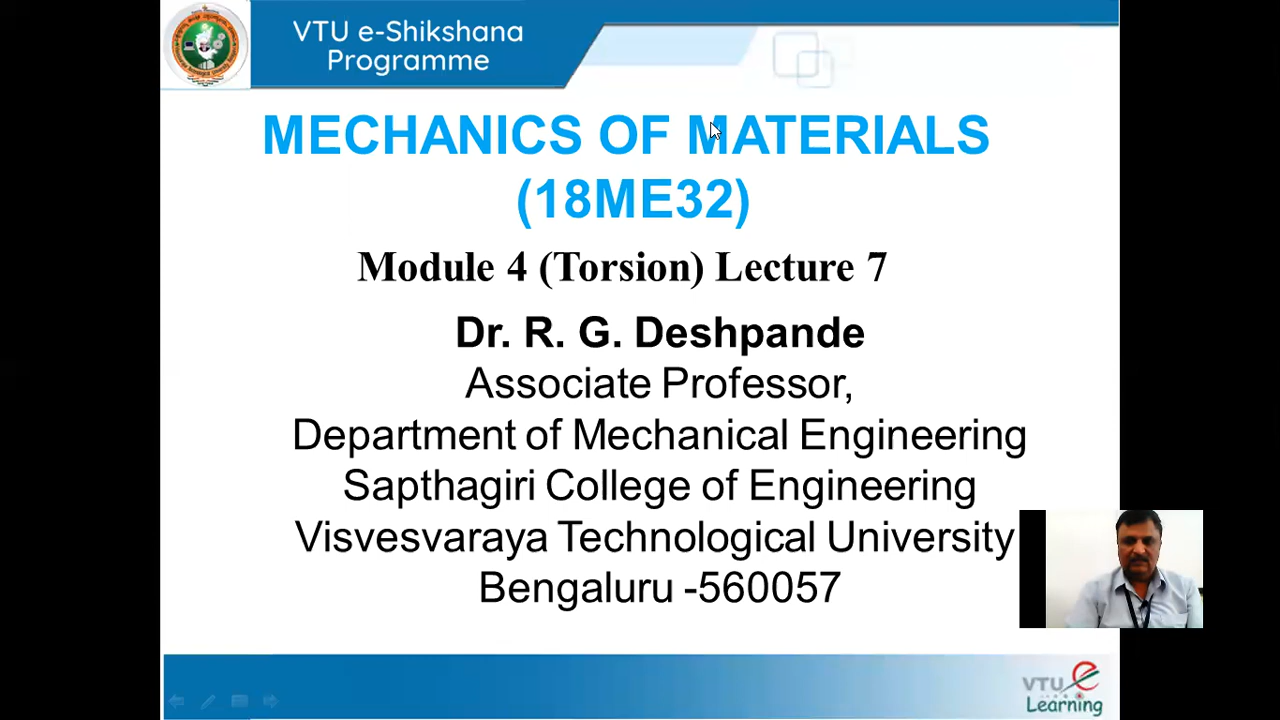 VTU e-Shikshana
Programme
MECHANICS OF MATERIALS
(18ME32)
Module 4 (Torsion) Lecture 7
Dr. R. G. Deshpande
Associate Professor,
Department of Mechanical Engineering
Sapthagiri College of Engineering
Visvesvaraya Technological University
Bengaluru -560057
VTU e
Learning